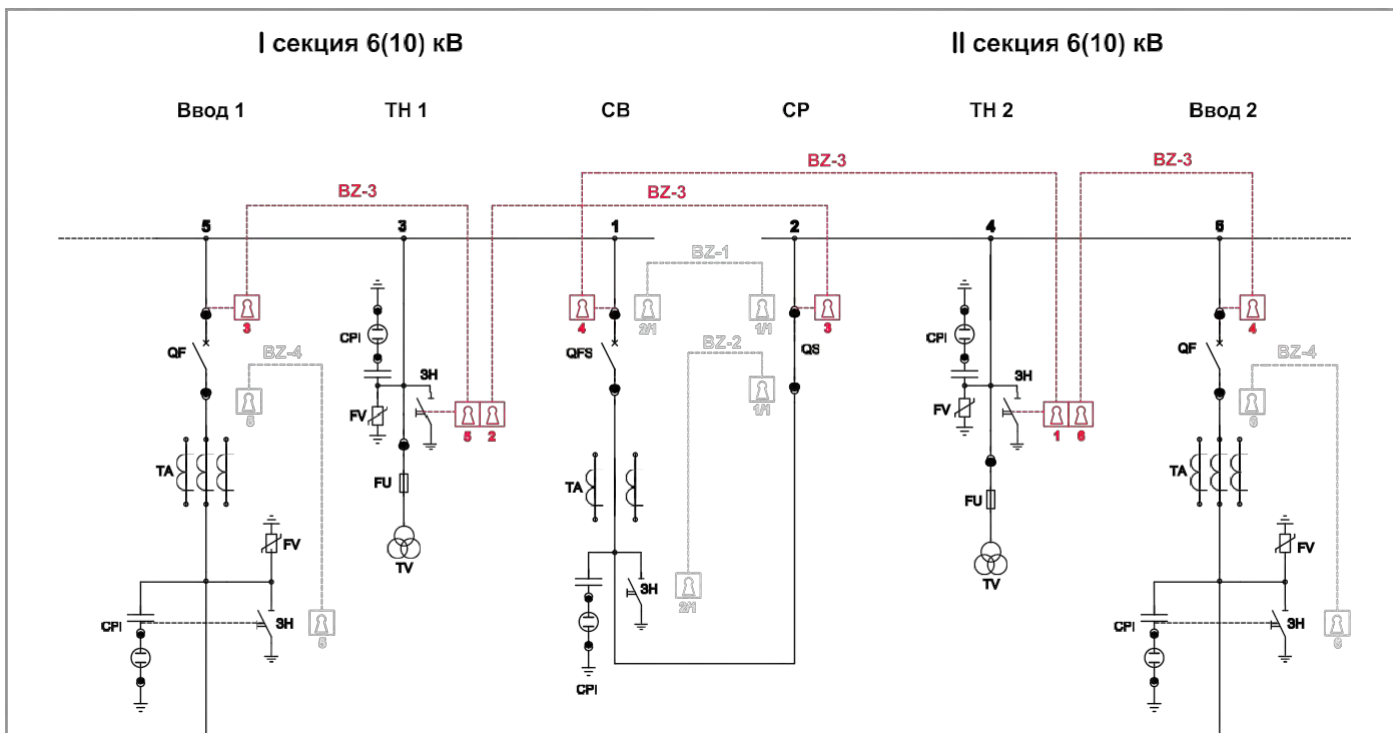 I секция 6(10) кВ II секция 6(10) кВ
Ввод 1 ТН 1 СВ СР ТН 2 Ввод 2
BZ-3 BZ-3
BZ-3 BZ-3
5 3 1 2 4 6
BZ-1
3 4 2/1 1/1 3 4
CPI QS CPI
QF QFS BZ-2 QF
BZ-4 BZ-4
ЗН ЗН
1/1
FV FV
5 5 2 1 6 6
TA FU TA FU TA
FV TV TV FV
ЗН 2/1
CPI ЗН CPI ЗН
5 6
CPI